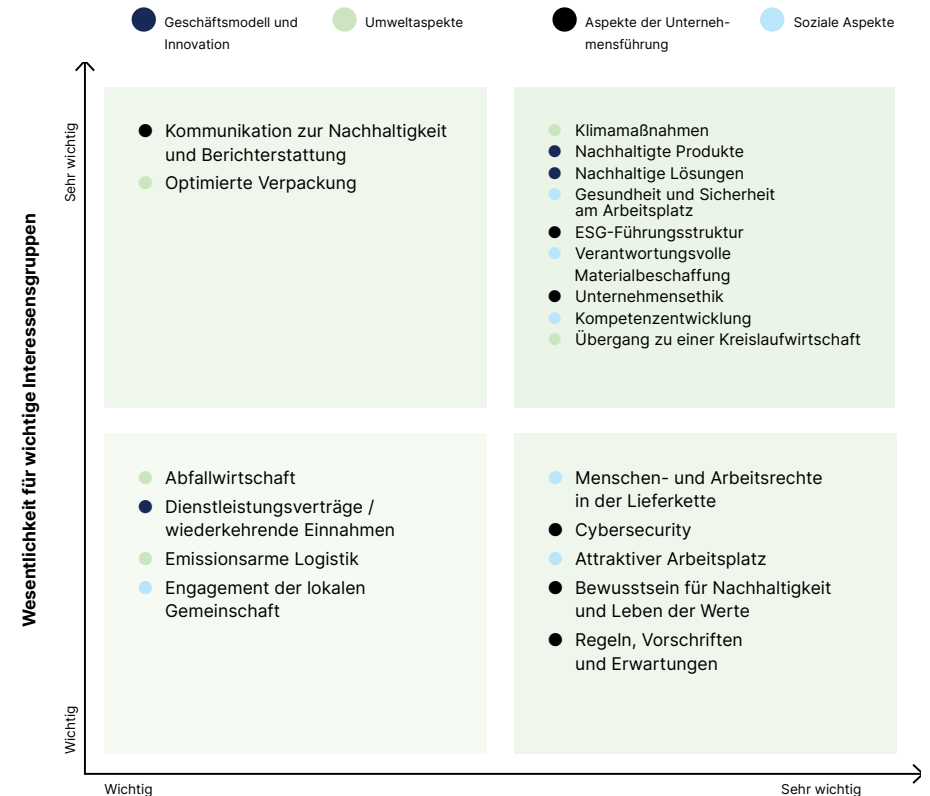 Geschäftsmodell und
Innovation
Umweltaspekte
Aspekte der Unterneh-
mensführung
Soziale Aspekte
Wesentlichkeit für wichtige Interessensgruppen
Sehr wichtig
Kommunikation zur Nachhaltigkeit
und Berichterstattung
Optimierte Verpackung
Klimamaßnahmen
Nachhaltigte Produkte
Nachhaltige Lösungen
Gesundheit und Sicherheit
am Arbeitsplatz
ESG-Führungsstruktur
Verantwortungsvolle
Materialbeschaffung
Unternehmensethik
Kompetenzentwicklung
Übergang zu einer Kreislaufwirtschaft
Abfallwirtschaft
Dienstleistungsverträge /
wiederkehrende Einnahmen
Emissionsarme Logistik
Engagement der lokalen
Gemeinschaft
Menschen- und Arbeitsrechte
in der Lieferkette
Cybersecurity
Attraktiver Arbeitsplatz
Bewusstsein für Nachhaltigkeit
und Leben der Werte
Regeln, Vorschriften
und Erwartungen
Wichtig
Wichtig
Sehr wichtig